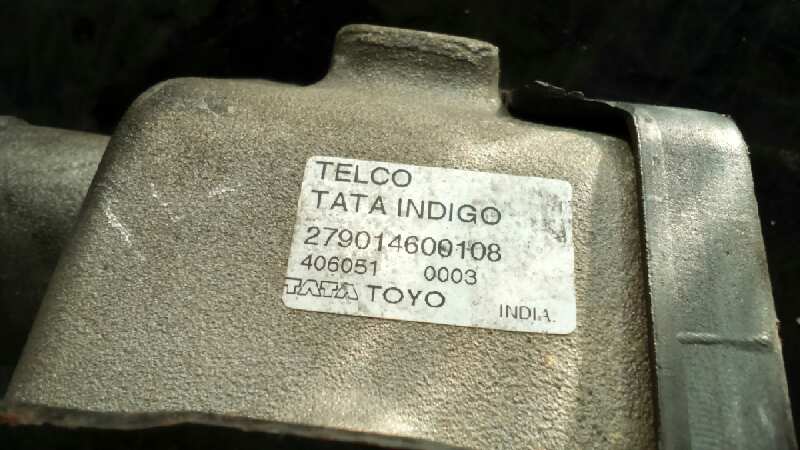 TELCO
TATA INDIGO
279014600108
406051 0003
TATA TOYO INDIA.